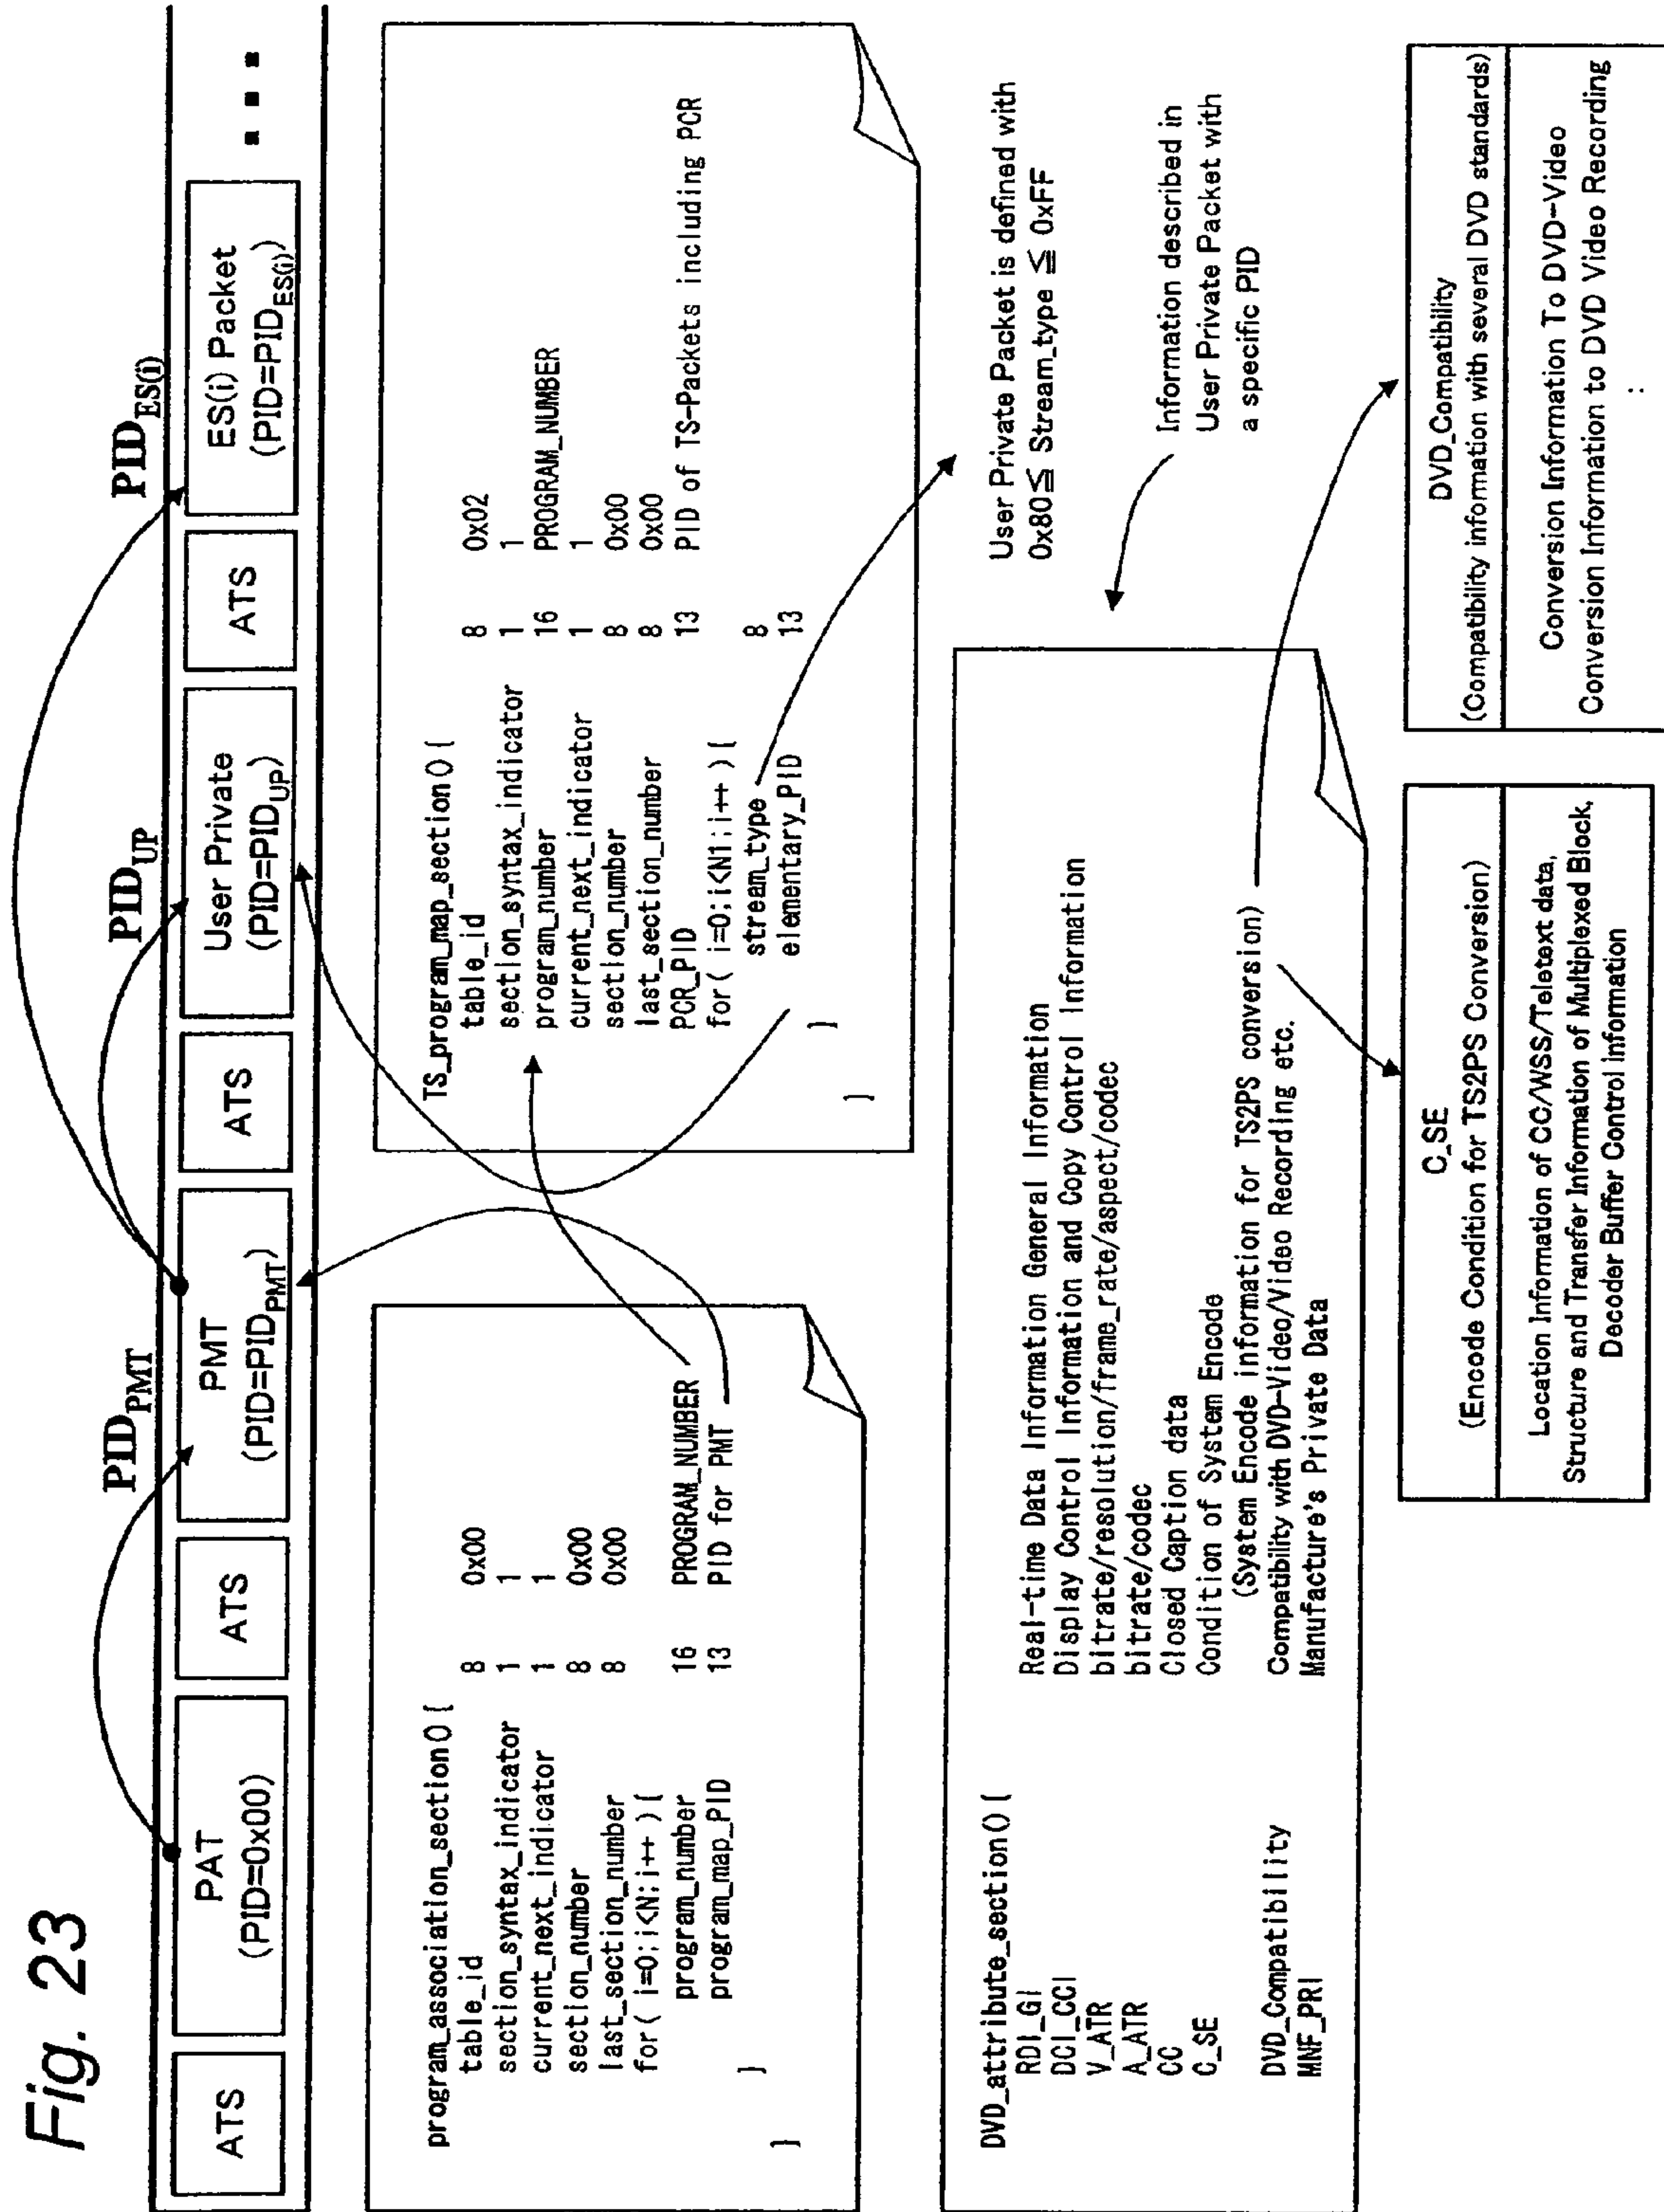 Fig. 23
PID_PMT
PID_UP
PID_ES(i)
ATS
PAT
(PID=0x00)
ATS
PMT
(PID=PID_PMT)
ATS
User Private
(PID=PID_UP)
ATS
ES(i) Packet
(PID=PID_ES(i))
program_association_section() {
table_id 8 0x00
section_syntax_indicator 1 1
current_next_indicator 1 1
section_number 8 0x00
last_section_number 8 0x00
for( i=0;i<N;i++ ) {
program_number 16 PROGRAM_NUMBER
program_map_PID 13 PID for PMT
}
}
TS_program_map_section() {
table_id 8 0x02
section_syntax_indicator 1 1
program_number 16 PROGRAM_NUMBER
current_next_indicator 1 1
section_number 8 0x00
last_section_number 8 0x00
PCR_PID 13 PID of TS-Packets including PCR
for( i=0;i<N1;i++ ) {
stream_type 8
elementary_PID 13
}
}
User Private Packet is defined with
0x80≦Stream_type ≦ 0xFF
DVD_attribute_section() {
RDI_GI Real-time Data Information General Information
DCI_CCI Display Control Information and Copy Control Information
V_ATR bitrate/resolution/frame_rate/aspect/codec
A_ATR bitrate/codec
CC Closed Caption data
C_SE Condition of System Encode
(System Encode information for TS2PS conversion)
DVD_Compatibility Compatibility with DVD-Video/Video Recording etc.
MNF_PRI Manufacture's Private Data
Information described in
User Private Packet with
a specific PID
C_SE
(Encode Condition for TS2PS Conversion)
Location Information of CC/WSS/Teletext data,
Structure and Transfer Information of Multiplexed Block,
Decoder Buffer Control Information
DVD_Compatibility
(Compatibility information with several DVD standards)
Conversion Information To DVD-Video
Conversion Information to DVD Video Recording
: